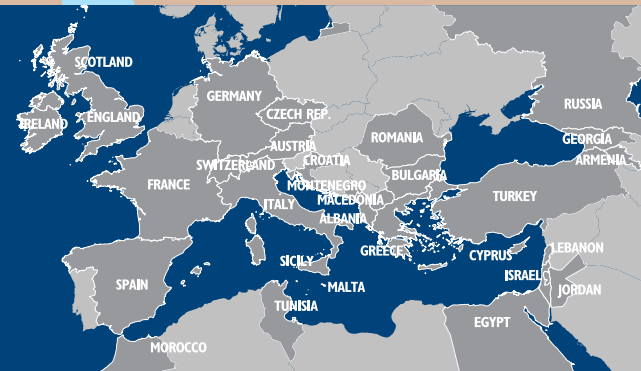 SCOTLAND
IRELAND
ENGLAND
GERMANY
CZECH REP.
AUSTRIA
SWITZERLAND
CROATIA
FRANCE
MONTENEGRO
MACEDONIA
ITALY
ALBANIA
ROMANIA
BULGARIA
RUSSIA
GEORGIA
ARMENIA
TURKEY
GREECE
CYPRUS
LEBANON
ISRAEL
JORDAN
SICILY
MALTA
SPAIN
TUNISIA
EGYPT
MOROCCO